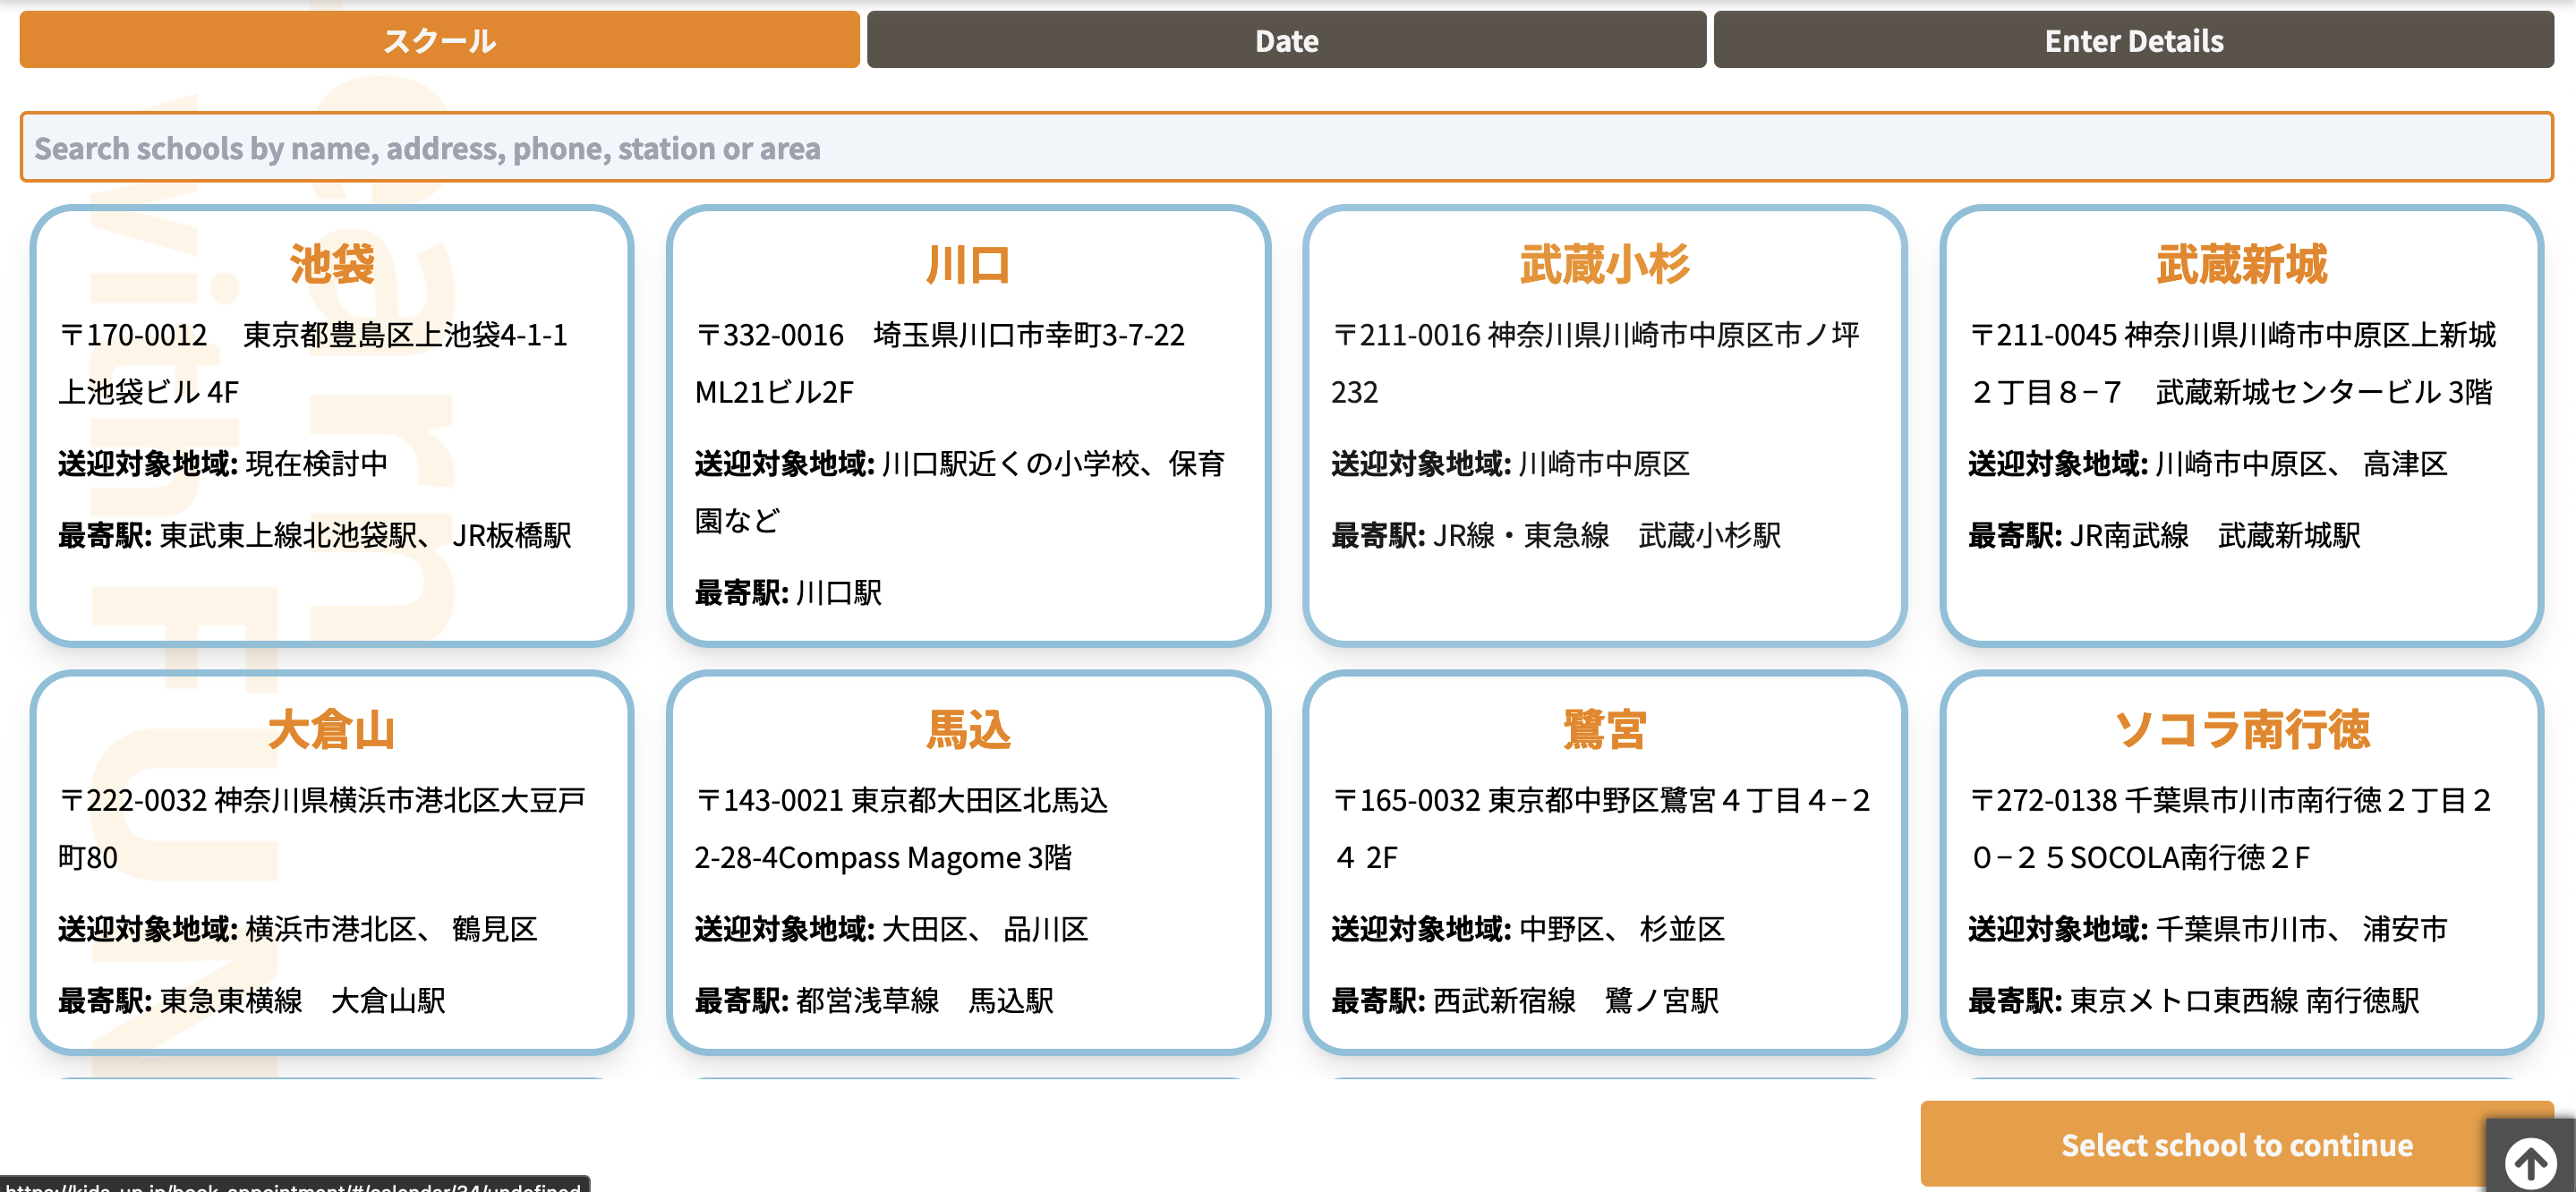 スクール
Date
Enter Details
Search schools by name, address, phone, station or area
池袋
〒170-0012　東京都豊島区上池袋4-1-1
上池袋ビル 4F
送迎対象地域: 現在検討中
最寄駅: 東武東上線北池袋駅、 JR板橋駅
川口
〒332-0016　埼玉県川口市幸町3-7-22
ML21ビル2F
送迎対象地域: 川口駅近くの小学校、保育
園など
最寄駅: 川口駅
武蔵小杉
〒211-0016 神奈川県川崎市中原区市ノ坪
232
送迎対象地域: 川崎市中原区
最寄駅: JR線・東急線　武蔵小杉駅
武蔵新城
〒211-0045 神奈川県川崎市中原区上新城
２丁目８−７　武蔵新城センタービル 3階
送迎対象地域: 川崎市中原区、 高津区
最寄駅: JR南武線　武蔵新城駅
大倉山
〒222-0032 神奈川県横浜市港北区大豆戸
町80
送迎対象地域: 横浜市港北区、 鶴見区
最寄駅: 東急東横線　大倉山駅
馬込
〒143-0021 東京都大田区北馬込
2-28-4Compass Magome 3階
送迎対象地域: 大田区、 品川区
最寄駅: 都営浅草線　馬込駅
鷺宮
〒165-0032 東京都中野区鷺宮４丁目４−２
４ 2F
送迎対象地域: 中野区、 杉並区
最寄駅: 西武新宿線　鷺ノ宮駅
ソコラ南行徳
〒272-0138 千葉県市川市南行徳２丁目２
０−２５SOCOLA南行徳２F
送迎対象地域: 千葉県市川市、 浦安市
最寄駅: 東京メトロ東西線 南行徳駅
Select school to continue
https://kids-up.jp/book-appointment/#/calendar/34/undefined